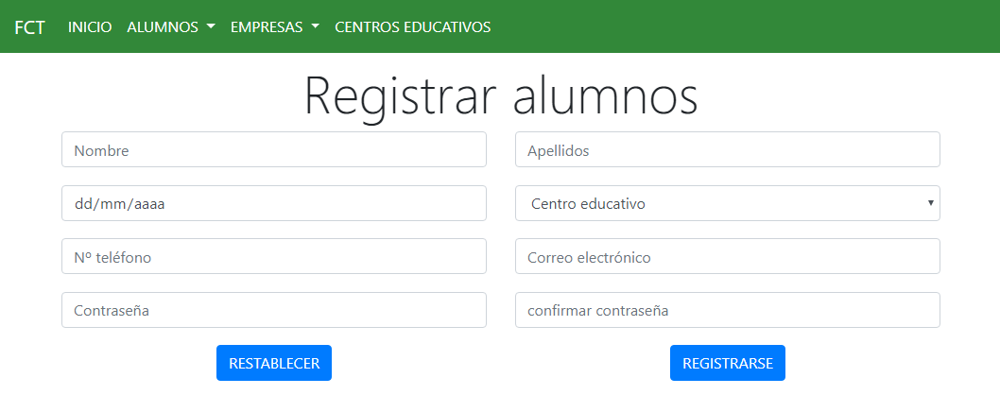 FCT INICIO ALUMNOS EMPRESAS CENTROS EDUCATIVOS
Registrar alumnos
Nombre Apellidos
dd/mm/aaaa Centro educativo
Nº teléfono Correo electrónico
Contraseña confirmar contraseña
RESTABLECER REGISTRARSE